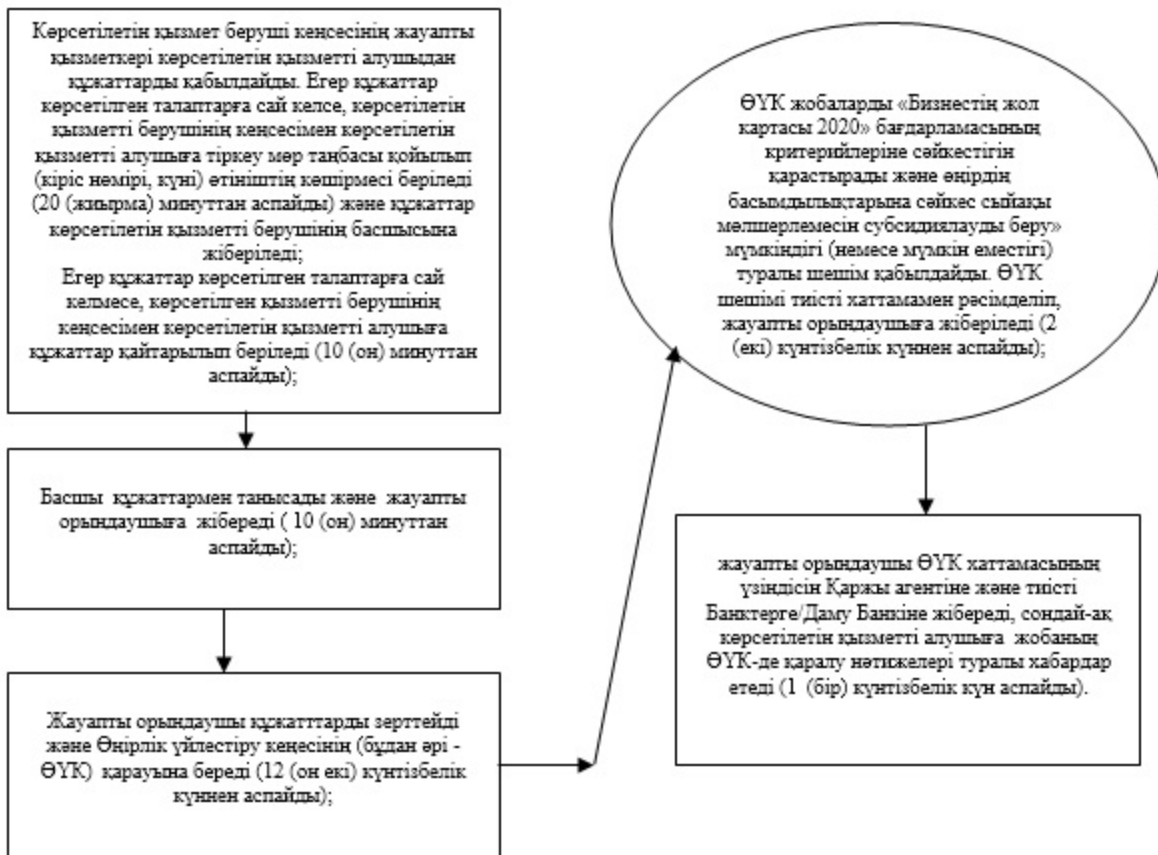 Көрсетілетін қызмет беруші кеңсесінің жауапты
қызметкері көрсетілетін қызметті алушыдан
құжаттарды қабылдайды. Егер құжаттар
көрсетілген талаптарға сай келсе, көрсетілетін
қызметті берушінің кеңсесімен көрсетілетін
қызметті алушыға тіркеу мөр таңбасы қойылып
(кіріс нөмірі, күні) өтініштің көшірмесі беріледі
(20 (жиырма) минуттан аспайды) және құжаттар
көрсетілетін қызметті берушінің басшысына
жіберіледі;
Егер құжаттар көрсетілген талаптарға сай
келмесе, көрсетілген қызметті берушінің
кеңсесімен көрсетілетін қызметті алушыға
құжаттар қайтарылып беріледі (10 (он) минуттан
аспайды);
Басшы құжаттармен танысады және жауапты
орындаушыға жібереді ( 10 (он) минуттан
аспайды);
Жауапты орындаушы құжатттарды зерттейді
және Өңірлік үйлестіру кеңесінің (бұдан әрі -
ӨҮК) қарауына береді (12 (он екі) күнтізбелік
күннен аспайды);
ӨҮК жобаларды «Бизнестің жол
картасы 2020» бағдарламасының
критерийлеріне сәйкестігін
қарастырады және өңірдің
басымдылықтарына сәйкес сыйақы
мөлшерлемесін субсидиялауды беру»
мүмкіндігі (немесе мүмкін еместігі)
туралы шешім қабылдайды. ӨҮК
шешімі тиісті хаттамамен рәсімделіп,
жауапты орындаушыға жіберіледі (2
(екі) күнтізбелік күннен аспайды);
жауапты орындаушы ӨҮК хаттамасының
үзіндісін Қаржы агентіне және тиісті
Банктерге/Даму Банкіне жібереді, сондай-ақ
көрсетілетін қызметті алушыға жобаның
ӨҮК-де қаралу нәтижелері туралы хабардар
етеді (1 (бір) күнтізбелік күн аспайды).